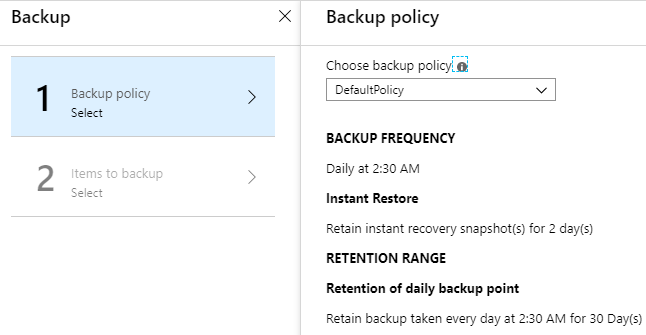 Backup
1
Backup policy
Select
2
Items to backup
Select
Backup policy
Choose backup policy
DefaultPolicy
BACKUP FREQUENCY
Daily at 2:30 AM
Instant Restore
Retain instant recovery snapshot(s) for 2 day(s)
RETENTION RANGE
Retention of daily backup point
Retain backup taken every day at 2:30 AM for 30 Day(s)